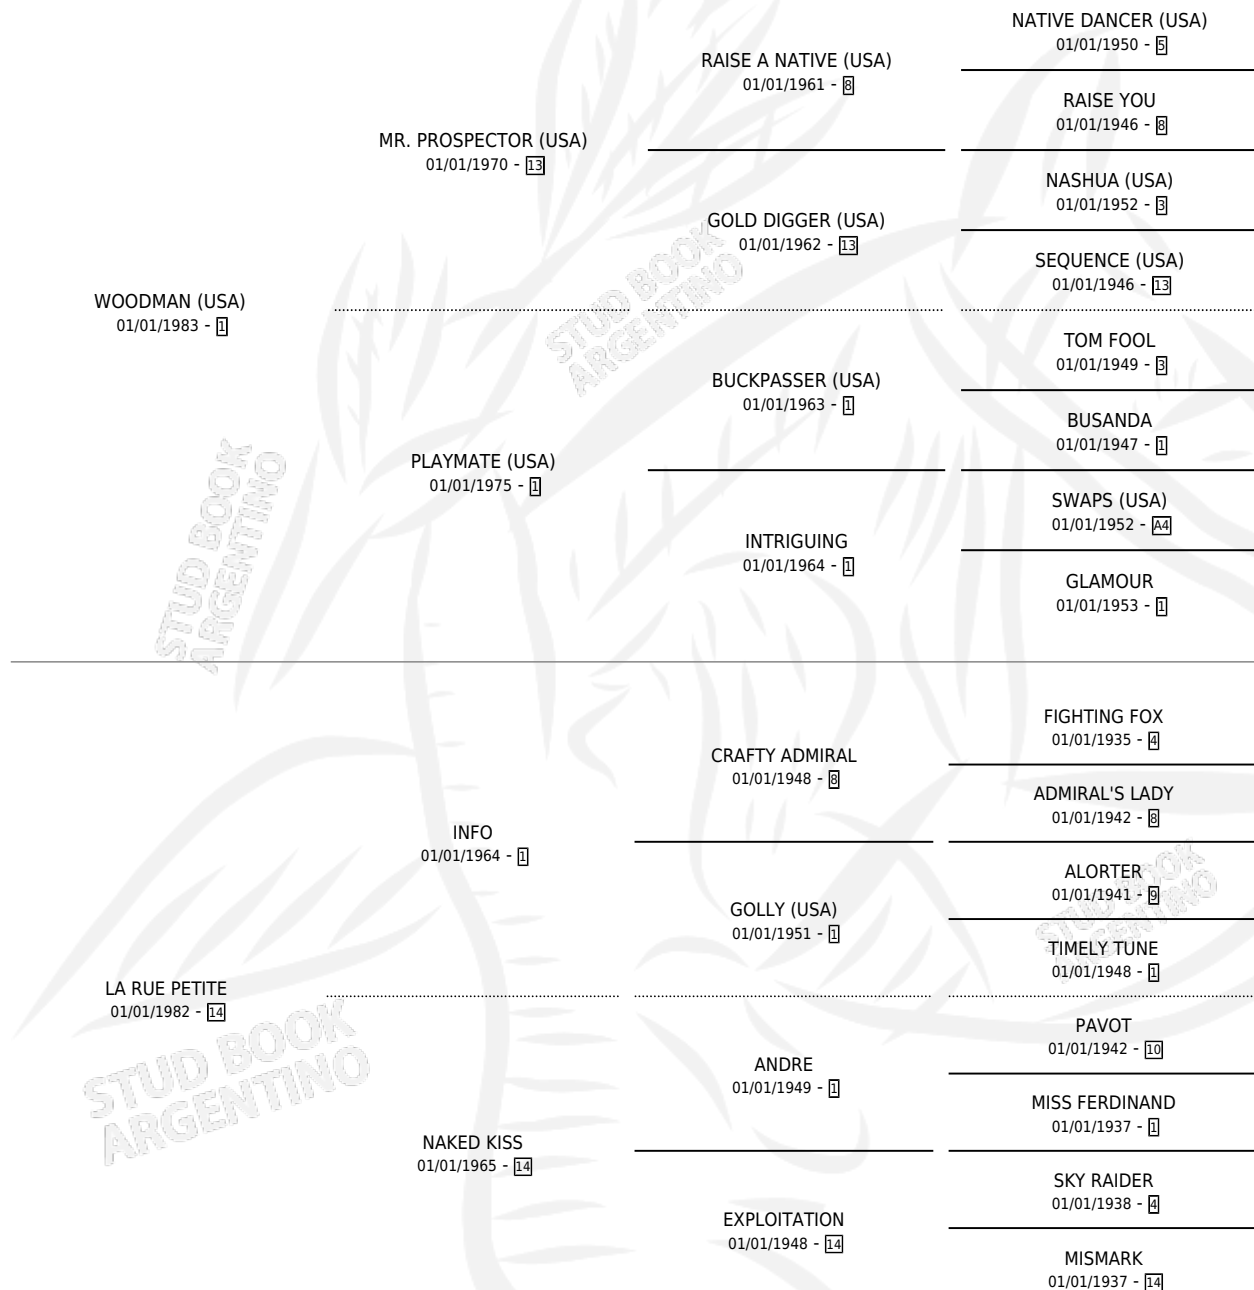 NATIVE DANCER (USA)
01/01/1950 - 5
RAISE A NATIVE (USA)
01/01/1961 - 8
RAISE YOU
01/01/1946 - 8
MR. PROSPECTOR (USA)
01/01/1970 - 13
NASHUA (USA)
01/01/1952 - 3
GOLD DIGGER (USA)
01/01/1962 - 13
SEQUENCE (USA)
01/01/1946 - 13
WOODMAN (USA)
01/01/1983 - 1
TOM FOOL
01/01/1949 - 3
BUCKPASSER (USA)
01/01/1963 - 1
BUSANDA
01/01/1947 - 1
PLAYMATE (USA)
01/01/1975 - 1
SWAPS (USA)
01/01/1952 - A4
INTRIGUING
01/01/1964 - 1
GLAMOUR
01/01/1953 - 1
FIGHTING FOX
01/01/1935 - 4
CRAFTY ADMIRAL
01/01/1948 - 8
ADMIRAL'S LADY
01/01/1942 - 8
INFO
01/01/1964 - 1
ALORTER
01/01/1941 - 9
GOLLY (USA)
01/01/1951 - 1
TIMELY TUNE
01/01/1948 - 1
LA RUE PETITE
01/01/1982 - 14
PAVOT
01/01/1942 - 10
ANDRE
01/01/1949 - 1
MISS FERDINAND
01/01/1937 - 1
NAKED KISS
01/01/1965 - 14
SKY RAIDER
01/01/1938 - 4
EXPLOITATION
01/01/1948 - 14
MISMARK
01/01/1937 - 14
STUD BOOK
ARGENTINO
STUD BOOK
ARGENTINO
STUD BOOK
ARGENTINO
STUD BOOK
ARGENTINO